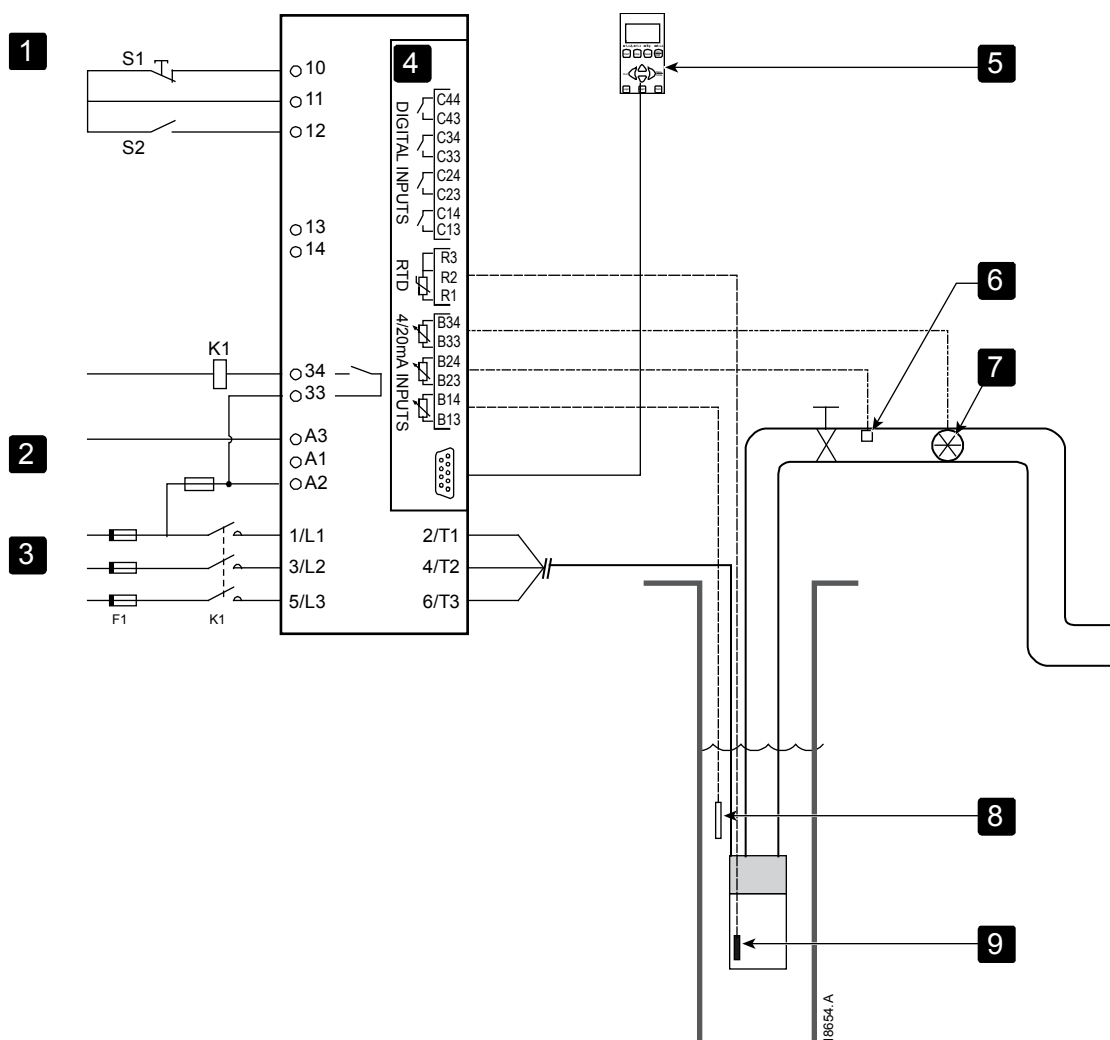 1
S1
10
11
12
S2
13
14
K1
34
33
2
A3
A1
A2
3
1/L1
3/L2
5/L3
F1
K1
2/T1
4/T2
6/T3
4
DIGITAL INPUTS
C44
C43
C34
C33
C24
C23
C14
C13
RTD
R3
R2
R1
4/20mA INPUTS
B34
B33
B24
B23
B14
B13
5
6
7
8
9
18654.A